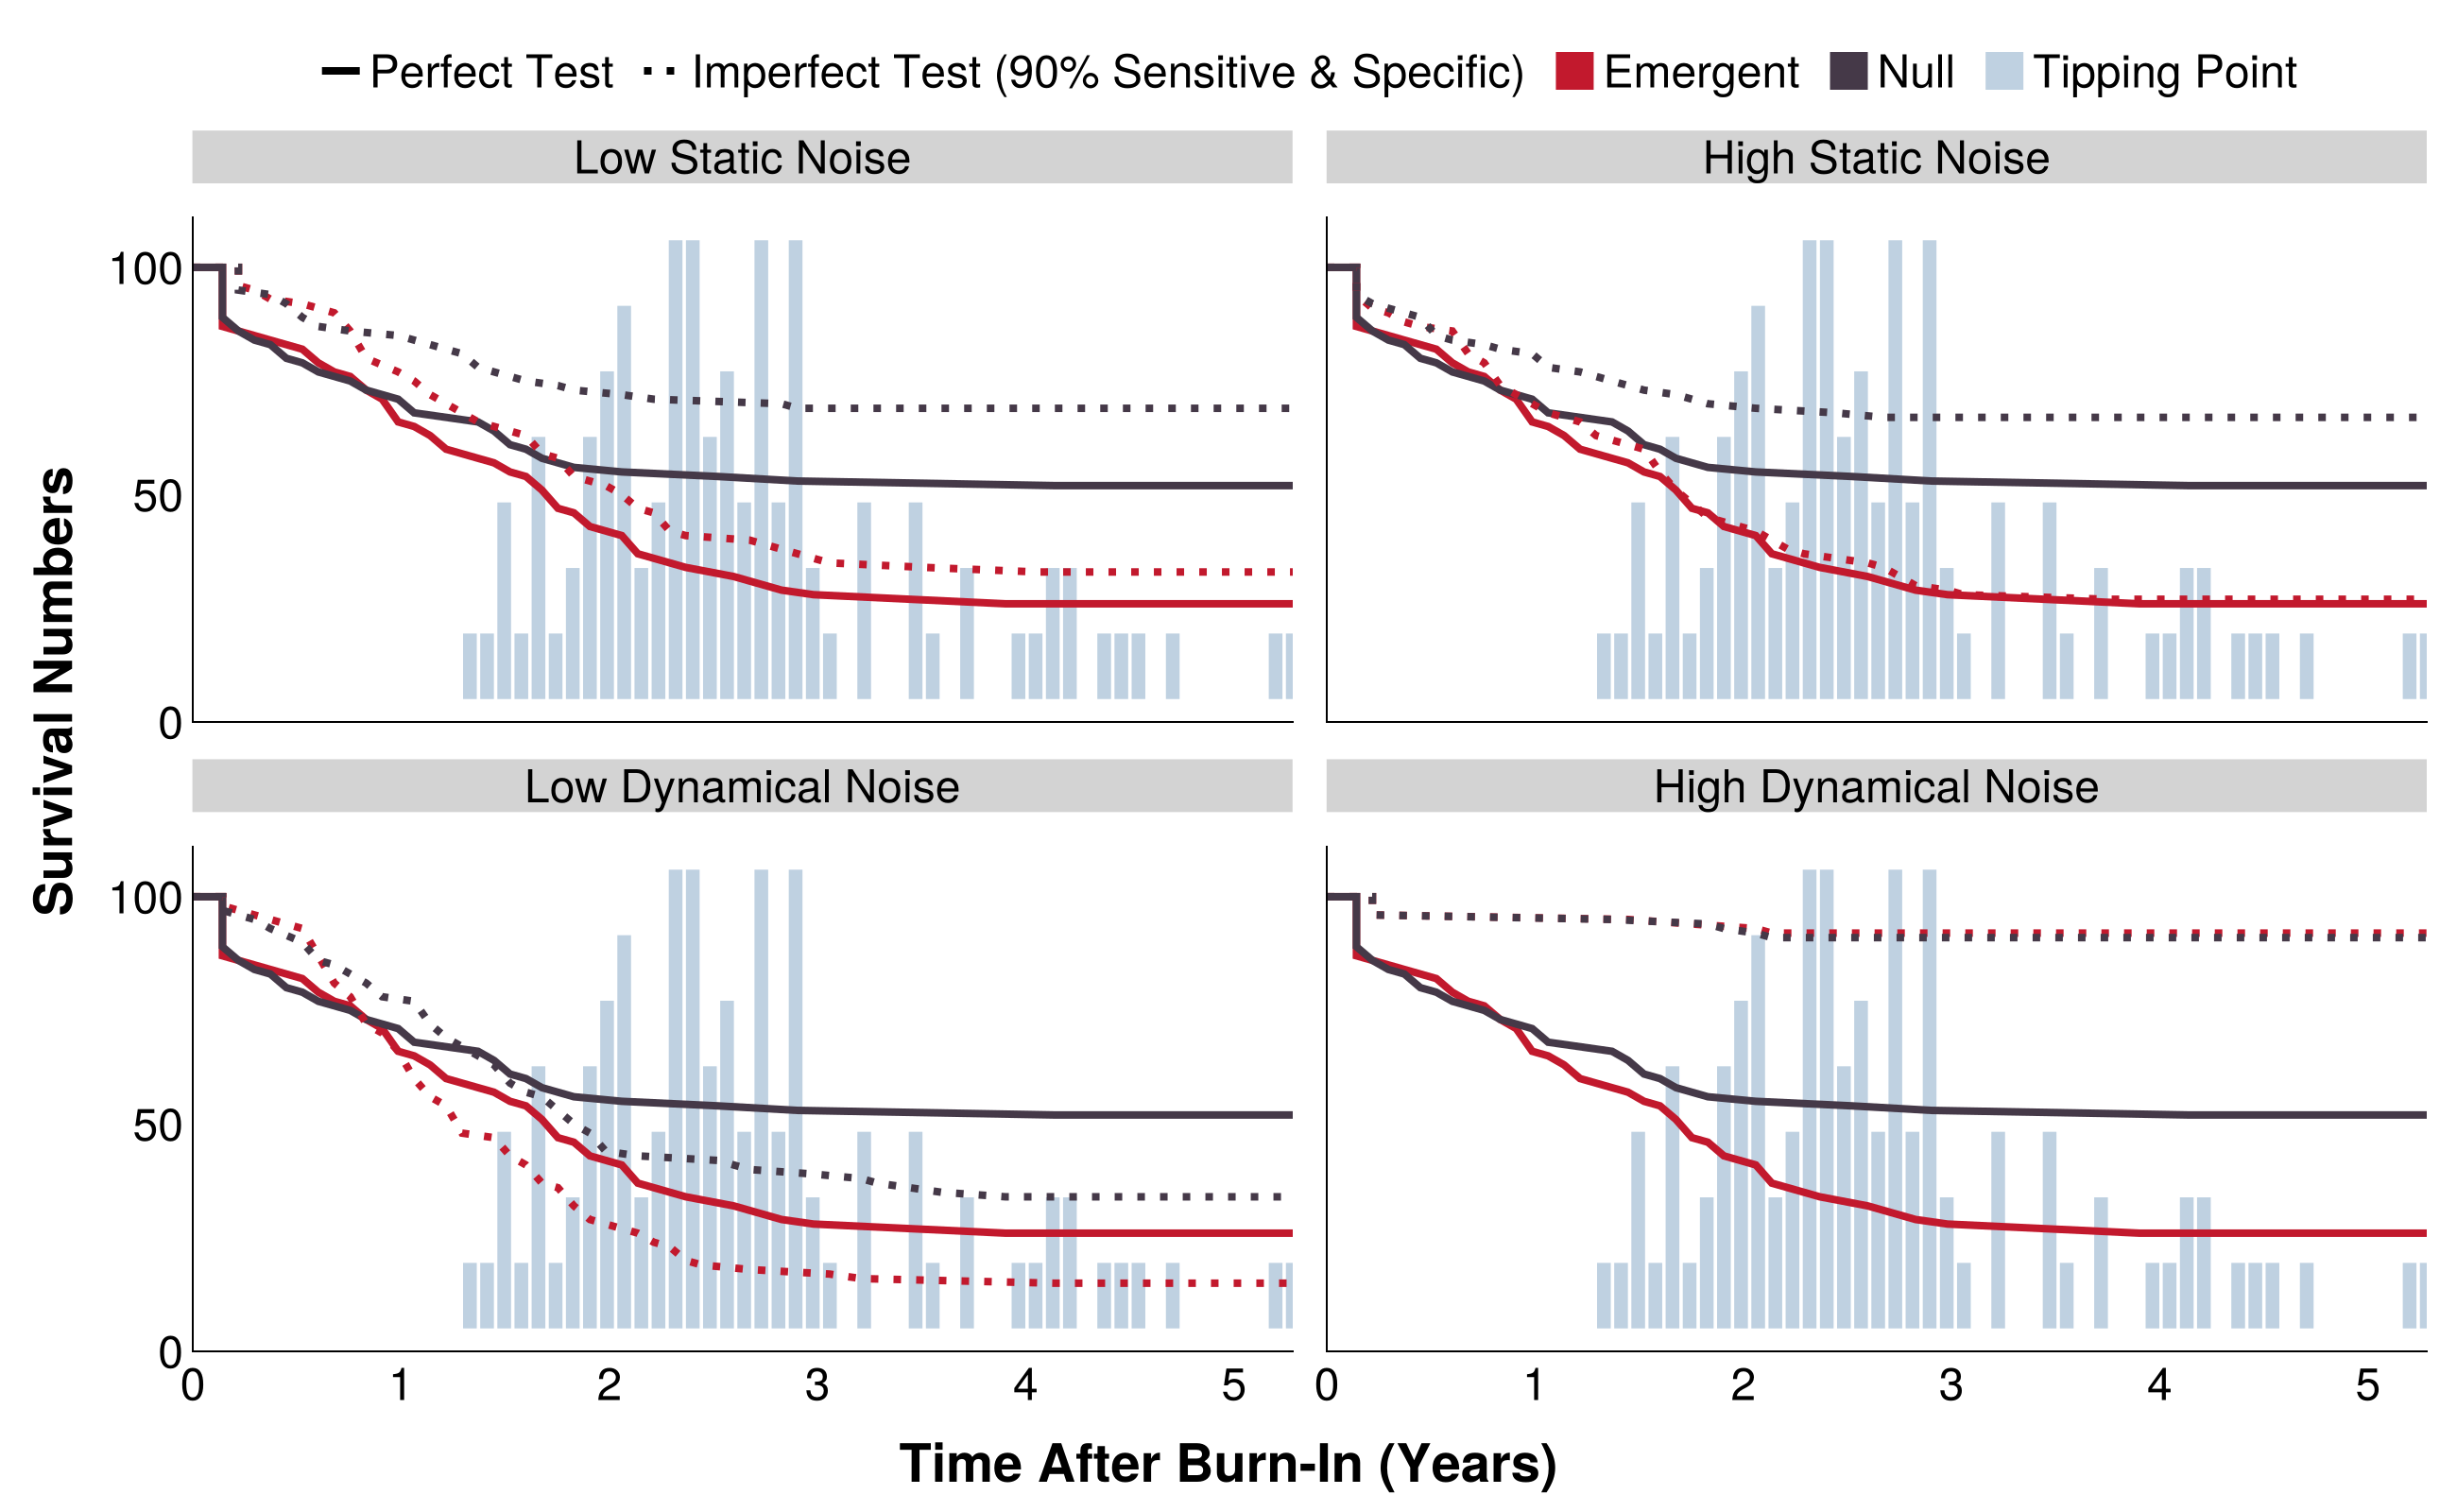 Perfect Test Imperfect Test (90% Sensitive & Specific) Emergent Null Tipping Point
Low Static Noise High Static Noise
100
50
0
Low Dynamical Noise High Dynamical Noise
100
50
0
0 1 2 3 4 5 0 1 2 3 4 5
Survival Numbers
Time After Burn-In (Years)